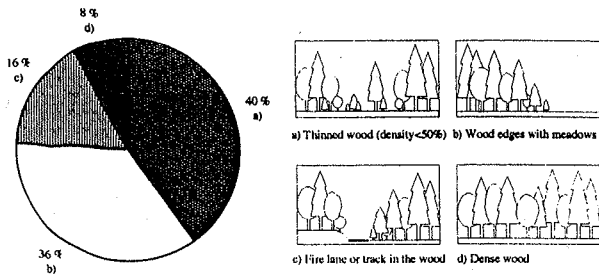 8 %
d)
16 %
c)
40 %
a)
36 %
b)
a) Thinned wood (density<50%)
b) Wood edges with meadows
c) Fire lane or track in the wood
d) Dense wood